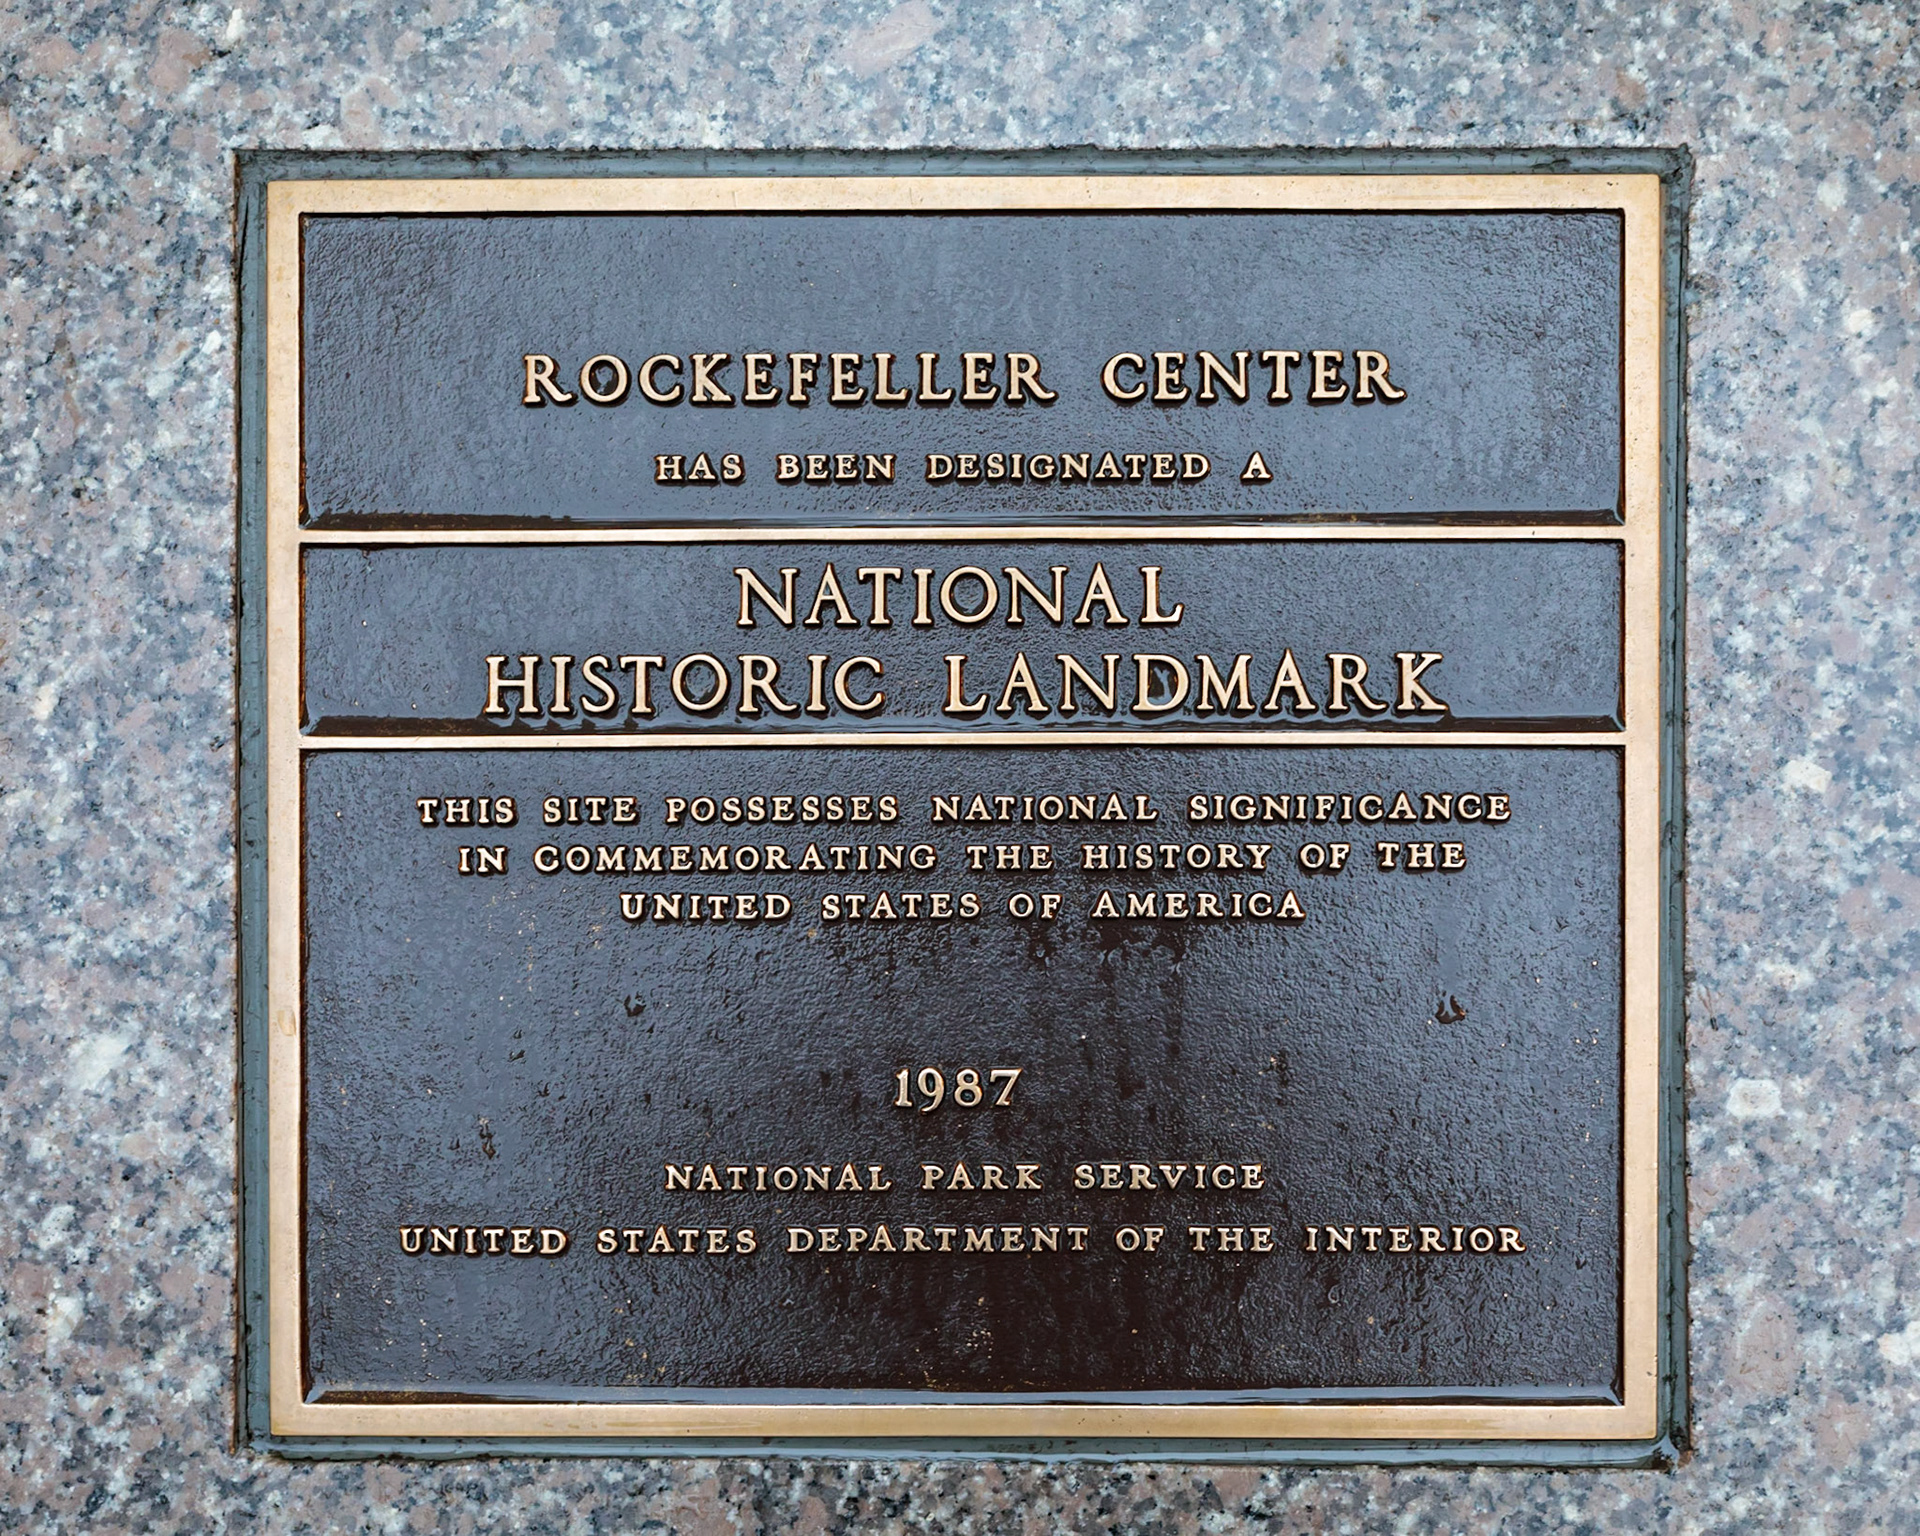 ROCKEFELLER CENTER
HAS BEEN DESIGNATED A
NATIONAL
HISTORIC LANDMARK
THIS SITE POSSESSES NATIONAL SIGNIFICANCE
IN COMMEMORATING THE HISTORY OF THE
UNITED STATES OF AMERICA
1987
NATIONAL PARK SERVICE
UNITED STATES DEPARTMENT OF THE INTERIOR